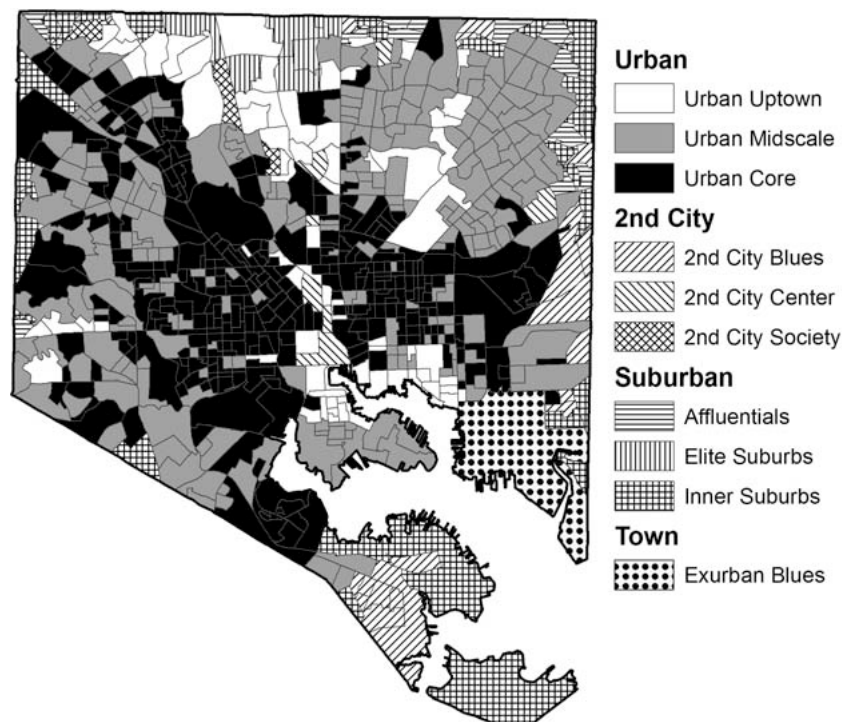 Urban
Urban Uptown
Urban Midscale
Urban Core
2nd City
2nd City Blues
2nd City Center
2nd City Society
Suburban
Affluentials
Elite Suburbs
Inner Suburbs
Town
Exurban Blues